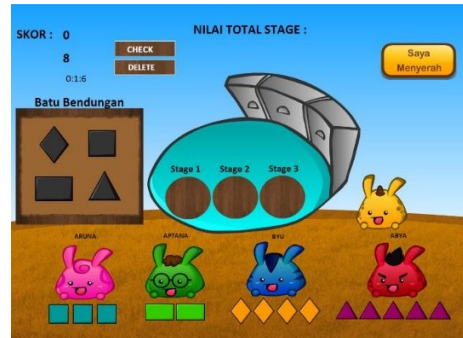 SKOR : 0
8
0:1:6
CHECK
DELETE
NILAI TOTAL STAGE :
Saya
Menyerah
Batu Bendungan
Stage 1 Stage 2 Stage 3
ARUNA APTANA BYU ABYA